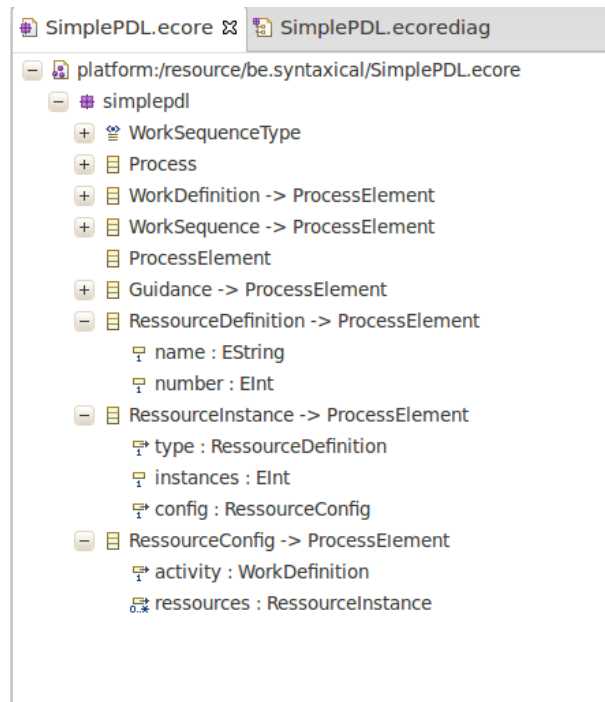 SimplePDL.ecore SimplePDL.ecorediag
platform:/resource/be.syntaxical/SimplePDL.ecore
simplepdl
WorkSequenceType
Process
WorkDefinition -> ProcessElement
WorkSequence -> ProcessElement
ProcessElement
Guidance -> ProcessElement
RessourceDefinition -> ProcessElement
name : EString
number : EInt
RessourceInstance -> ProcessElement
type : RessourceDefinition
instances : EInt
config : RessourceConfig
RessourceConfig -> ProcessElement
activity : WorkDefinition
0..* ressources : RessourceInstance